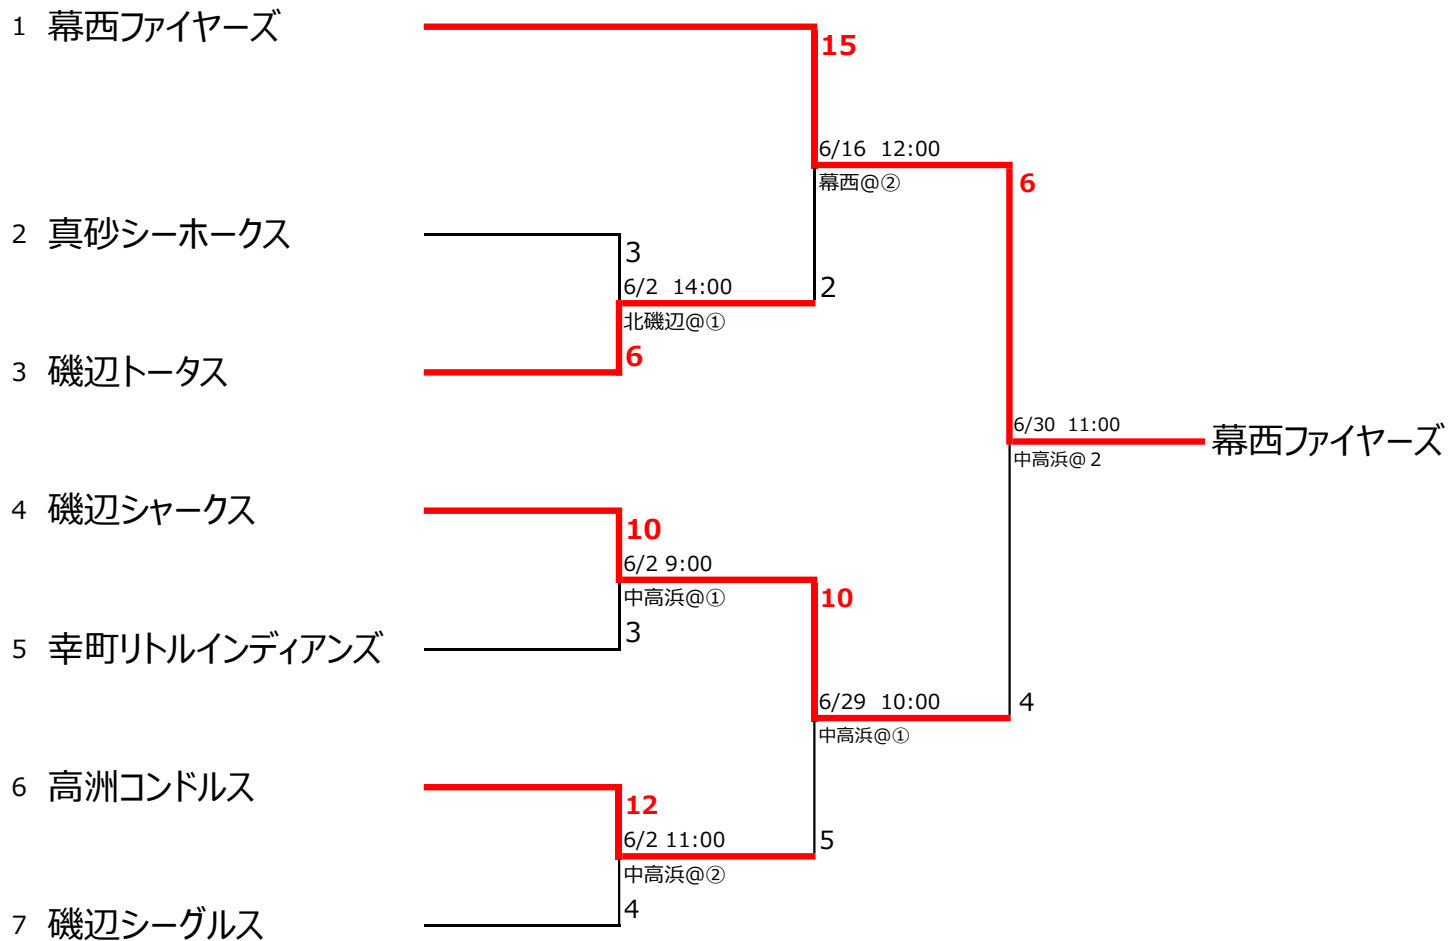 1 幕西ファイヤーズ
15
6/16 12:00
幕西@②
6
2 真砂シーホークス
3
6/2 14:00
2
北磯辺@①
6
3 磯辺トータス
6/30 11:00
幕西ファイヤーズ
中高浜@２
4 磯辺シャークス
10
6/2 9:00
中高浜@①
10
3
5 幸町リトルインディアンズ
6/29 10:00
4
中高浜@①
6 高洲コンドルス
12
6/2 11:00
5
中高浜@②
4
7 磯辺シーグルス